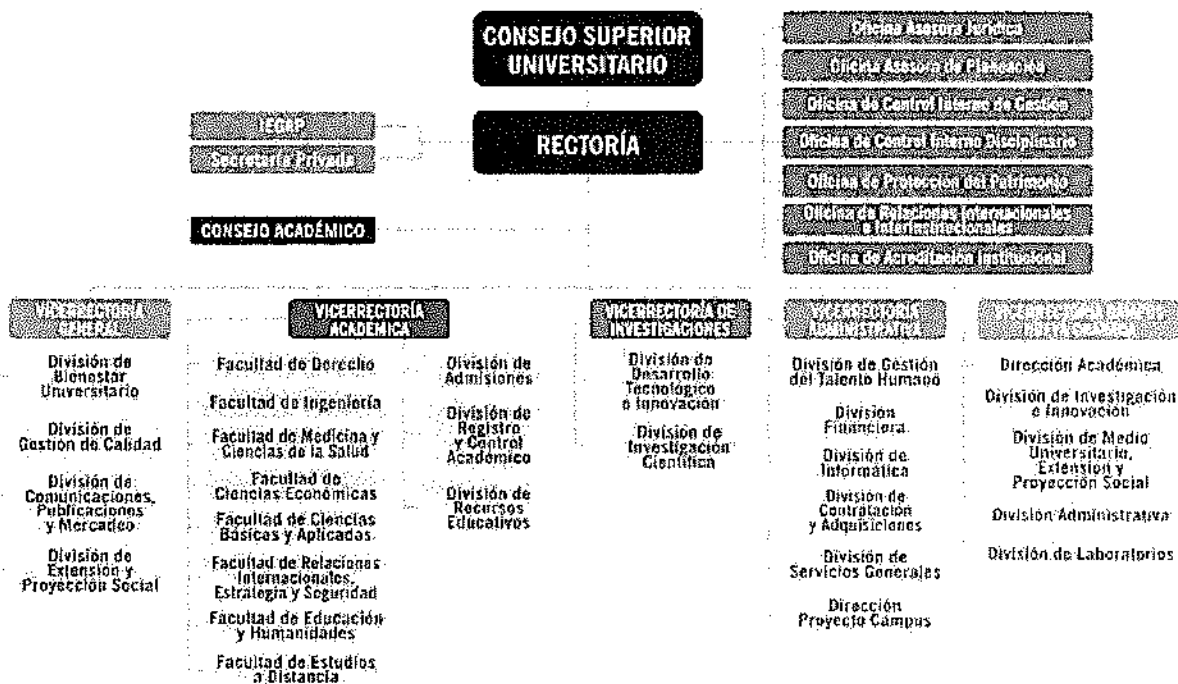 CONSEJO SUPERIOR
UNIVERSITARIO
Oficina Asesora Jurídica
Oficina Asesora de Planeación
Oficina de Control Interno de Gestión
IEGAP
Secretaría Privada
RECTORÍA
Oficina de Control Interno Disciplinario
Oficina de Protección del Patrimonio
Oficina de Relaciones Internacionales
e Interinstitucionales
CONSEJO ACADÉMICO
Oficina de Acreditación Institucional
VICERRECTORÍA
GENERAL
División de
Bienestar
Universitario
División de
Gestión de Calidad
División de
Comunicaciones,
Publicaciones
y Mercadeo
División de
Extensión y
Proyección Social
VICERRECTORÍA
ACADÉMICA
Facultad de Derecho
Facultad de Ingeniería
Facultad de Medicina y
Ciencias de la Salud
Facultad de
Ciencias Económicas
Facultad de Ciencias
Básicas y Aplicadas
Facultad de Relaciones
Internacionales,
Estrategia y Seguridad
Facultad de Educación
y Humanidades
Facultad de Estudios
a Distancia
División de
Admisiones
División de
Registro
y Control
Académico
División de
Recursos
Educativos
VICERRECTORÍA DE
INVESTIGACIONES
División de
Desarrollo
Tecnológico
e Innovación
División de
Investigación
Científica
VICERRECTORÍA
ADMINISTRATIVA
División de Gestión
del Talento Humano
División
Financiera
División de
Informática
División de
Contratación
y Adquisiciones
División de
Servicios Generales
Dirección
Proyecto Campus
VICERRECTORÍA CAMPUS
NUEVA GRANADA
Dirección Académica
División de Investigación
e Innovación
División de Medio
Universitario,
Extensión y
Proyección Social
División Administrativa
División de Laboratorios